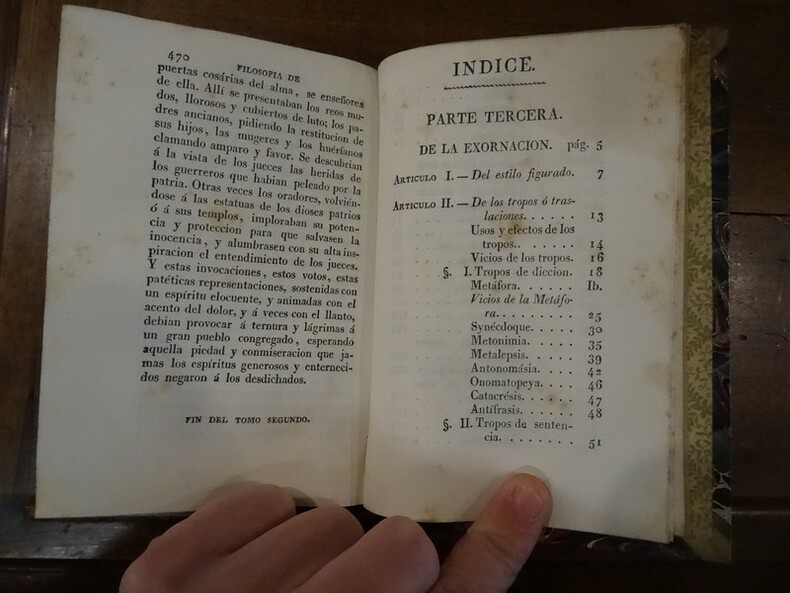 470 FILOSOFIA DE
puertas cosárias del alma, se enseñorea
de ella. Allí se presentaban los reos mu-
dos, llorosos y cubiertos de luto; los pa-
dres ancianos, pidiendo la restitucion de
sus hijos, las mugeres y los huérfanos
clamando amparo y favor. Se descubrian
á la vista de los jueces las heridas de
los guerreros que habian peleado por la
patria. Otras veces los oradores, volvién-
dose á las estatuas de los dioses patrios
ó á sus templos, imploraban su poten-
cia y proteccion para que salvasen la
inocencia, y alumbrasen con su alta ins-
piracion el entendimiento de los jueces.
Y estas invocaciones, estos votos, estas
patéticas representaciones, sostenidas con
un espíritu elocuente, y animadas con el
acento del dolor, y á veces con el llanto,
debian provocar á ternura y lágrimas á
un gran pueblo congregado, esperando
aquella piedad y conmiseracion que ja-
mas los espíritus generosos y enterneci-
dos negaron á los desdichados.
FIN DEL TOMO SEGUNDO.
INDICE.
PARTE TERCERA.
DE LA EXORNACION. pág. 5
ARTICULO I. — Del estilo figurado. 7
ARTICULO II. — De los tropos ó tras-
laciones. . . . . . 13
Usos y efectos de los
tropos. . . . . . . 14
Vicios de los tropos. 16
§. I. Tropos de diccion. 18
Metáfora. . . . . . Ib.
Vicios de la Metáfo-
ra. . . . . . . . . 25
Synécdoque. . . . . 30
Metonimia. . . . . 35
Metalepsis. . . . . 39
Antonomásia. . . . 42
Onomatopeya. . . . 46
Catacrésis. . . . . . 47
Antífrasis. . . . . . 48
§. II. Tropos de senten-
cia. . . . . . . . 51